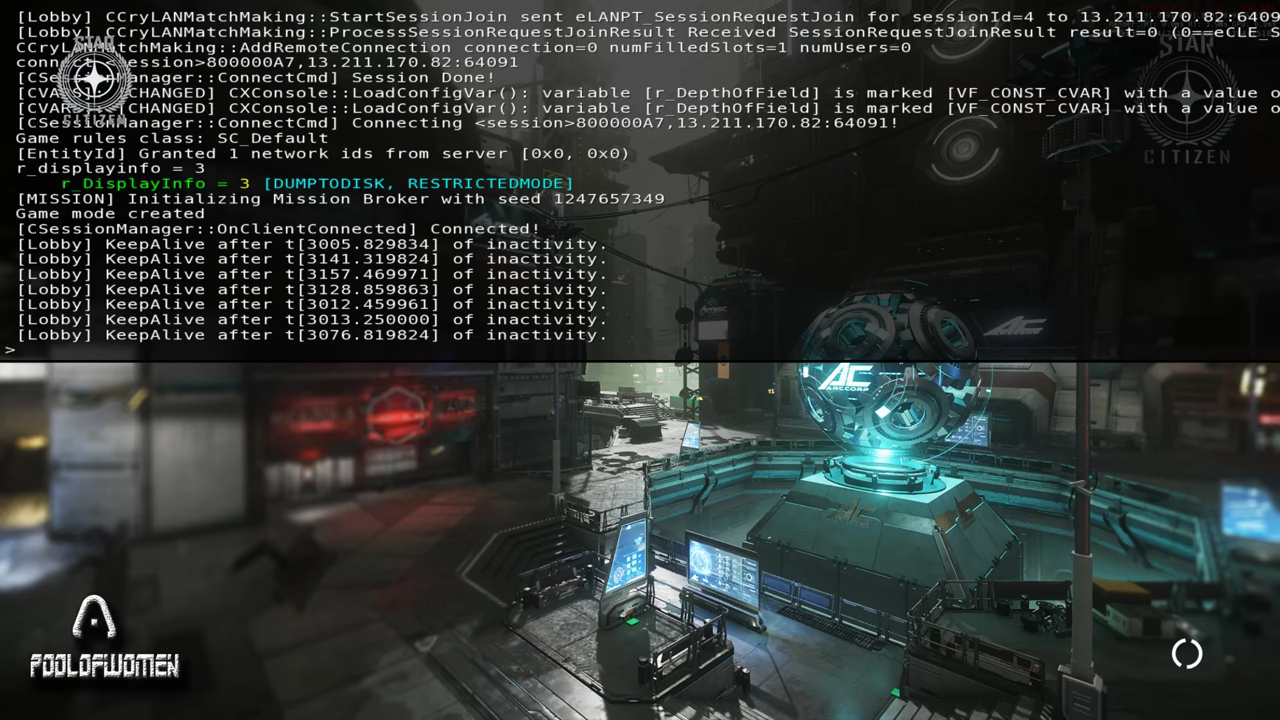 [Lobby] CCryLANMatchMaking::StartSessionJoin sent eLANPT_SessionRequestJoin for sessionId=4 to 13.211.170.82:6409
[Lobby] CCryLANMatchMaking::ProcessSessionRequestJoinResult Received SessionRequestJoinResult result=0 (0==eCLE_S
CCryLANMatchMaking::AddRemoteConnection connection=0 numFilledSlots=1 numUsers=0
session>800000A7,13.211.170.82:64091
Manager::ConnectCmd] Session Done!
[CHANGED] CXConsole::LoadConfigVar(): variable [r_DepthOfField] is marked [VF_CONST_CVAR] with a value o
[CHANGED] CXConsole::LoadConfigVar(): variable [r_DepthOfField] is marked [VF_CONST_CVAR] with a value o
[CSessionManager::ConnectCmd] Connecting <session>800000A7,13.211.170.82:64091!
Game rules class: SC_Default
[EntityId] Granted 1 network ids from server [0x0, 0x0)
r_displayinfo = 3
r_DisplayInfo = 3 [DUMPTODISK, RESTRICTEDMODE]
[MISSION] Initializing Mission Broker with seed 1247657349
Game mode created
[CSessionManager::OnClientConnected] Connected!
[Lobby] KeepAlive after t[3005.829834] of inactivity.
[Lobby] KeepAlive after t[3141.319824] of inactivity.
[Lobby] KeepAlive after t[3157.469971] of inactivity.
[Lobby] KeepAlive after t[3128.859863] of inactivity.
[Lobby] KeepAlive after t[3012.459961] of inactivity.
[Lobby] KeepAlive after t[3013.250000] of inactivity.
[Lobby] KeepAlive after t[3076.819824] of inactivity.
>
STAR
CITIZEN
STAR
CITIZEN
AC
AC
ARCCORP
POOLOFWOMEN